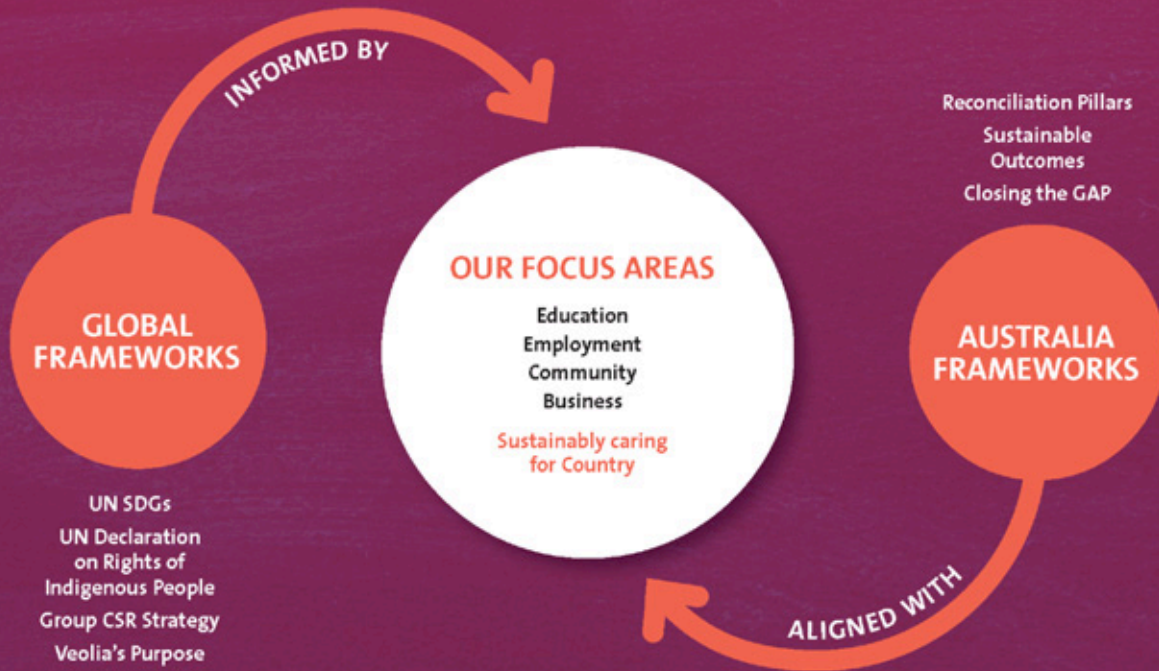 INFORMED BY
GLOBAL
FRAMEWORKS
UN SDGs
UN Declaration
on Rights of
Indigenous People
Group CSR Strategy
Veolia's Purpose
OUR FOCUS AREAS
Education
Employment
Community
Business
Sustainably caring
for Country
Reconciliation Pillars
Sustainable
Outcomes
Closing the GAP
AUSTRALIA
FRAMEWORKS
ALIGNED WITH